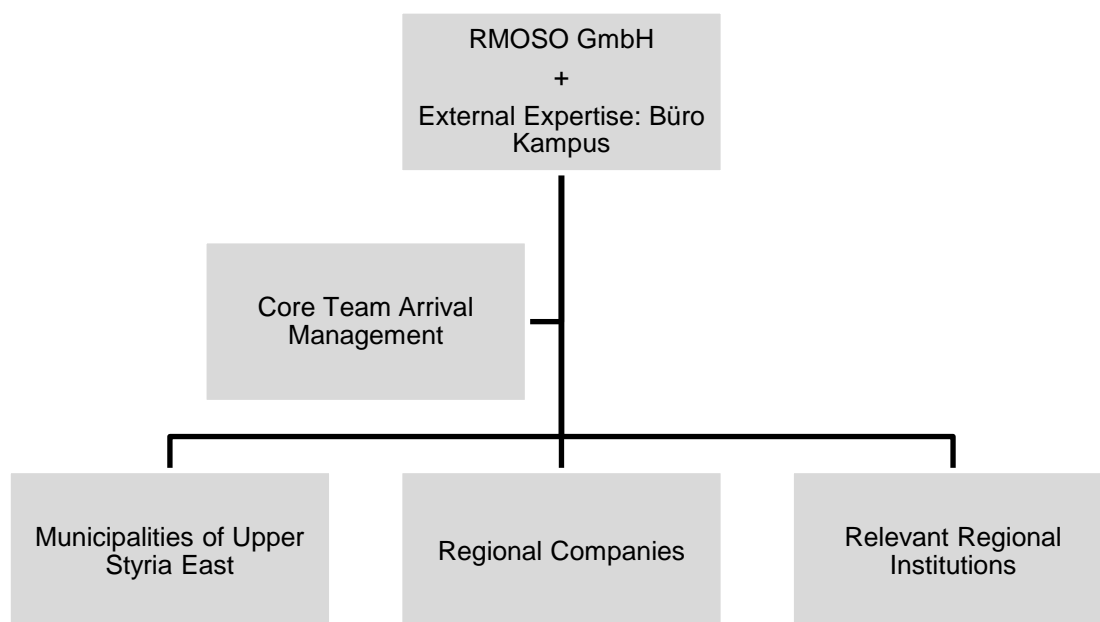 RMOSO GmbH
+
External Expertise: Büro
Kampus
Core Team Arrival
Management
Municipalities of Upper
Styria East
Regional Companies
Relevant Regional
Institutions